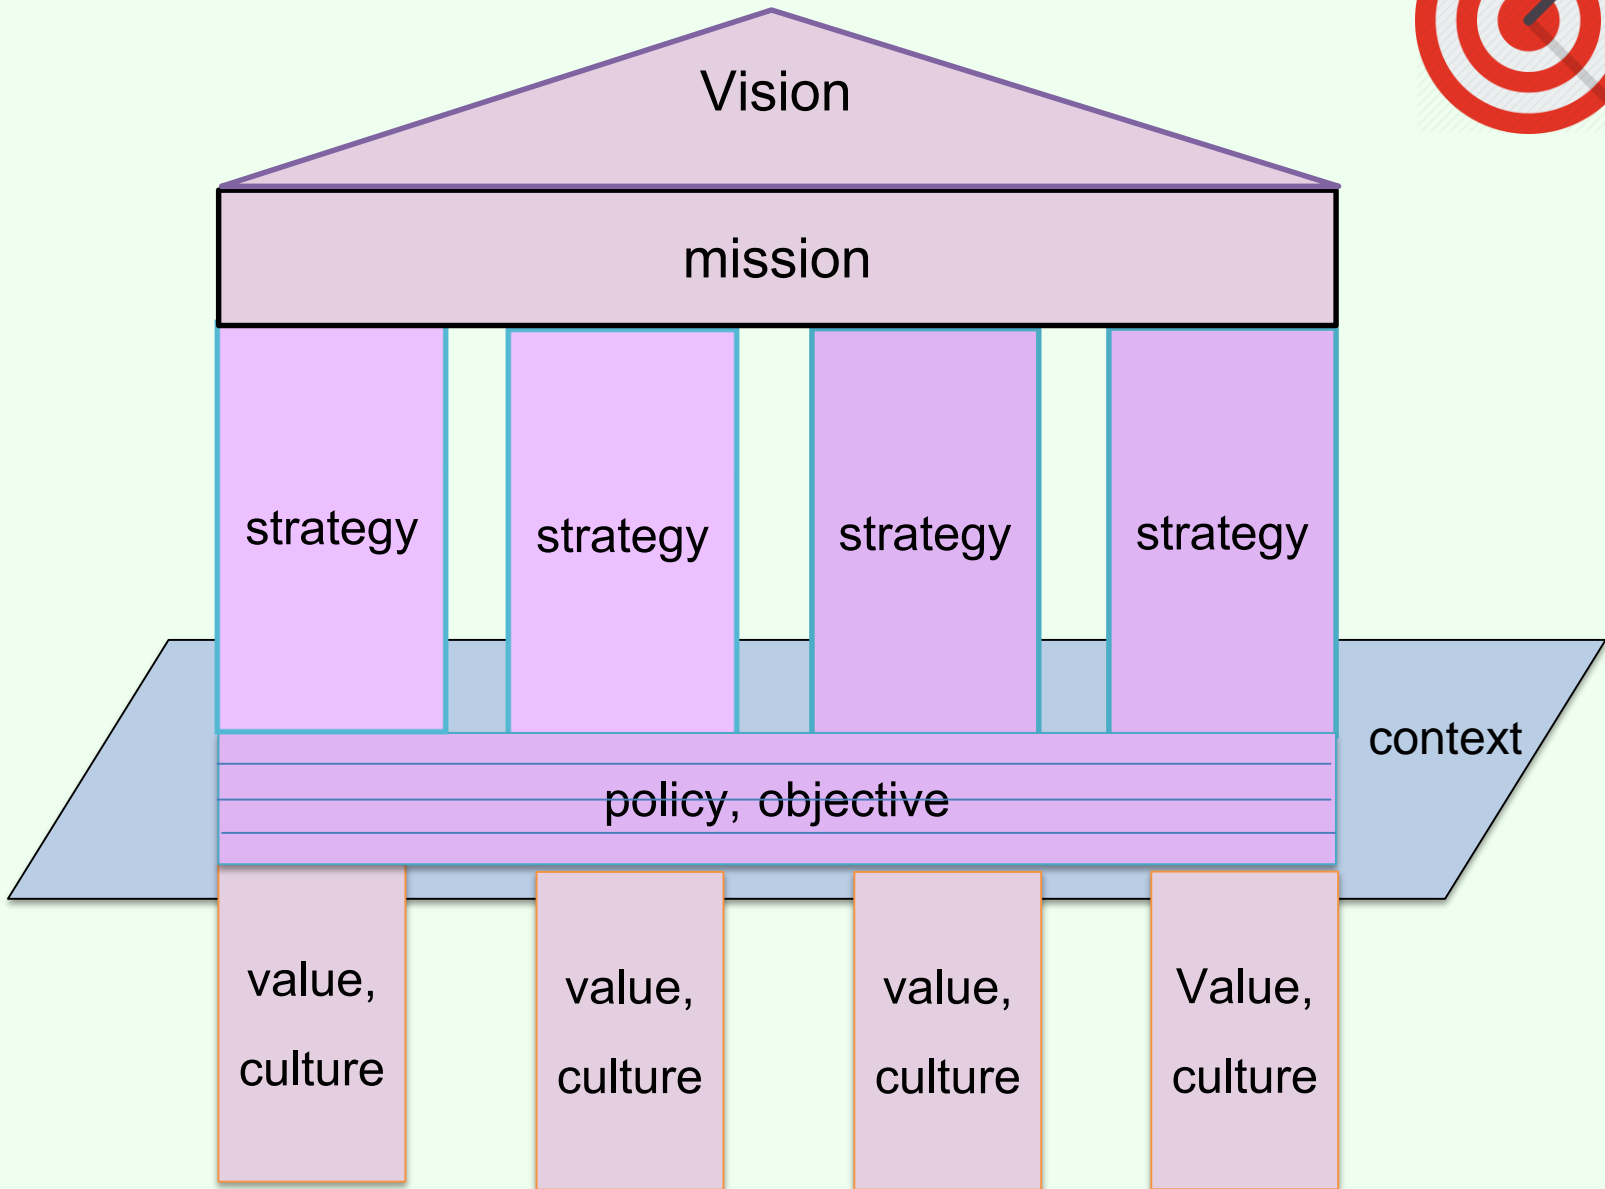 Vision
mission
strategy
strategy
strategy
strategy
context
policy, objective
value,
culture
value,
culture
value,
culture
Value,
culture